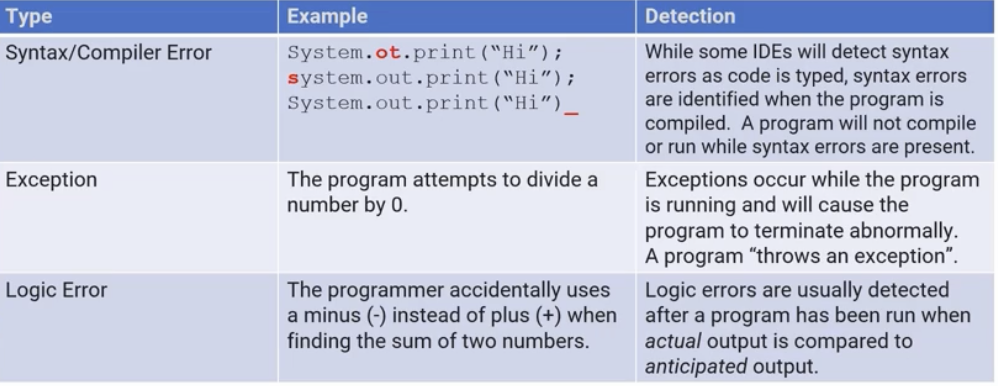 Type
Example
Detection
Syntax/Compiler Error
System.ot.print(“Hi”);
system.out.print(“Hi”);
System.out.print(“Hi”)_
While some IDEs will detect syntax
errors as code is typed, syntax errors
are identified when the program is
compiled. A program will not compile
or run while syntax errors are present.
Exception
The program attempts to divide a
number by 0.
Exceptions occur while the program
is running and will cause the
program to terminate abnormally.
A program “throws an exception”.
Logic Error
The programmer accidentally uses
a minus (-) instead of plus (+) when
finding the sum of two numbers.
Logic errors are usually detected
after a program has been run when
actual output is compared to
anticipated output.